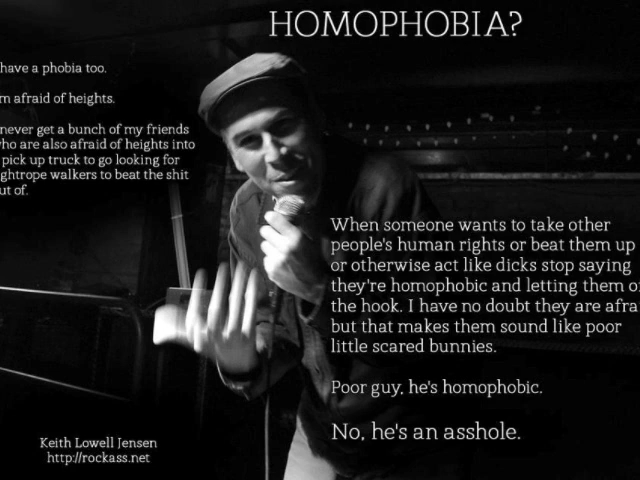 HOMOPHOBIA?
have a phobia too.
m afraid of heights.
never get a bunch of my friends
who are also afraid of heights into
pick up truck to go looking for
ghtrope walkers to beat the shit
ut of.
When someone wants to take other
people's human rights or beat them up
or otherwise act like dicks stop saying
they're homophobic and letting them of
the hook. I have no doubt they are afra
but that makes them sound like poor
little scared bunnies.
Poor guy, he's homophobic.
No, he's an asshole.
Keith Lowell Jensen
http://rockass.net